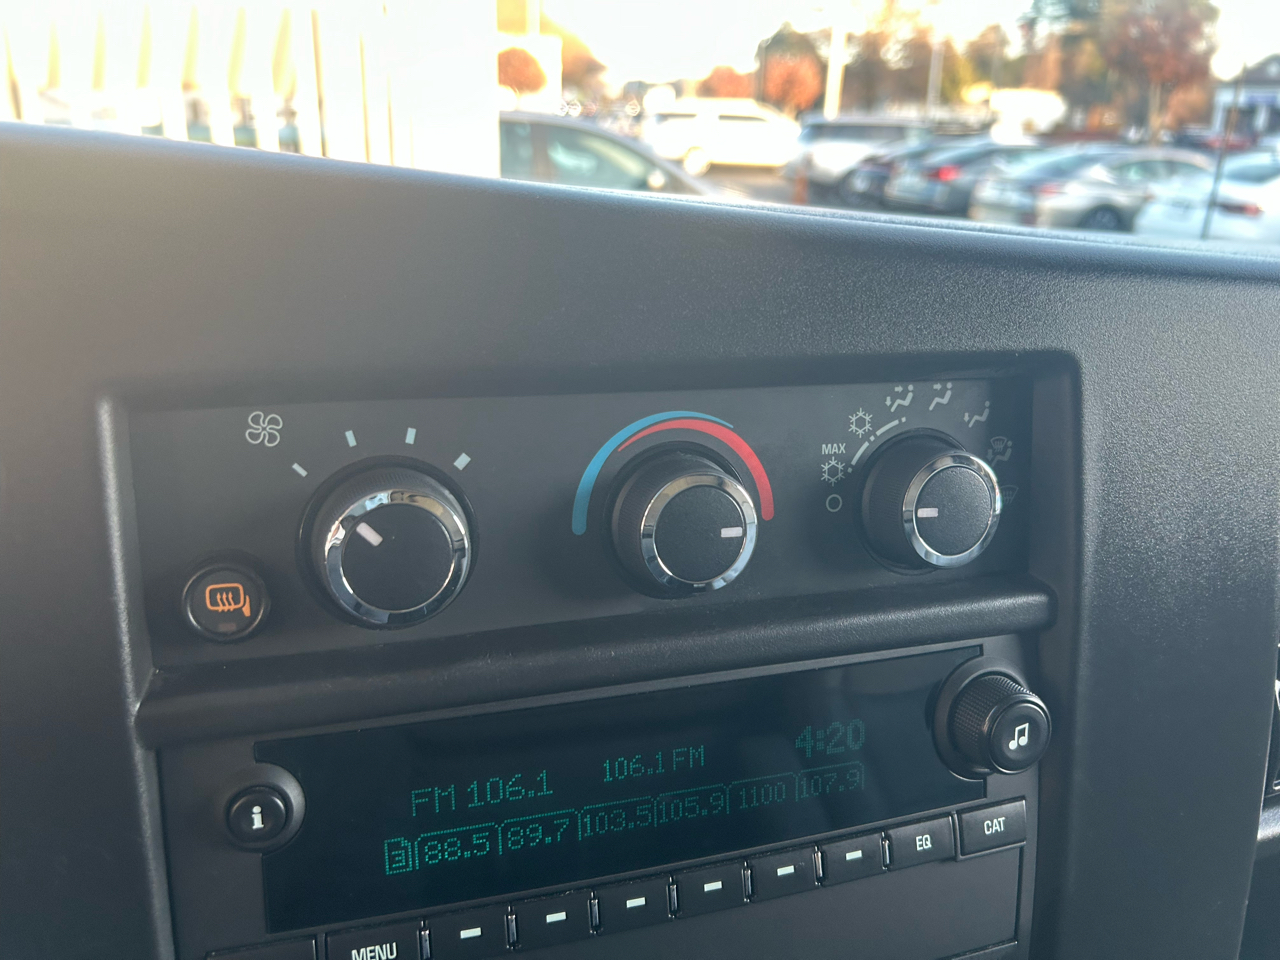 MAX
4:20
FM 106.1 106.1 FM
3 88.5 89.7 103.5 105.9 1100 107.9
i
MENU EQ CAT